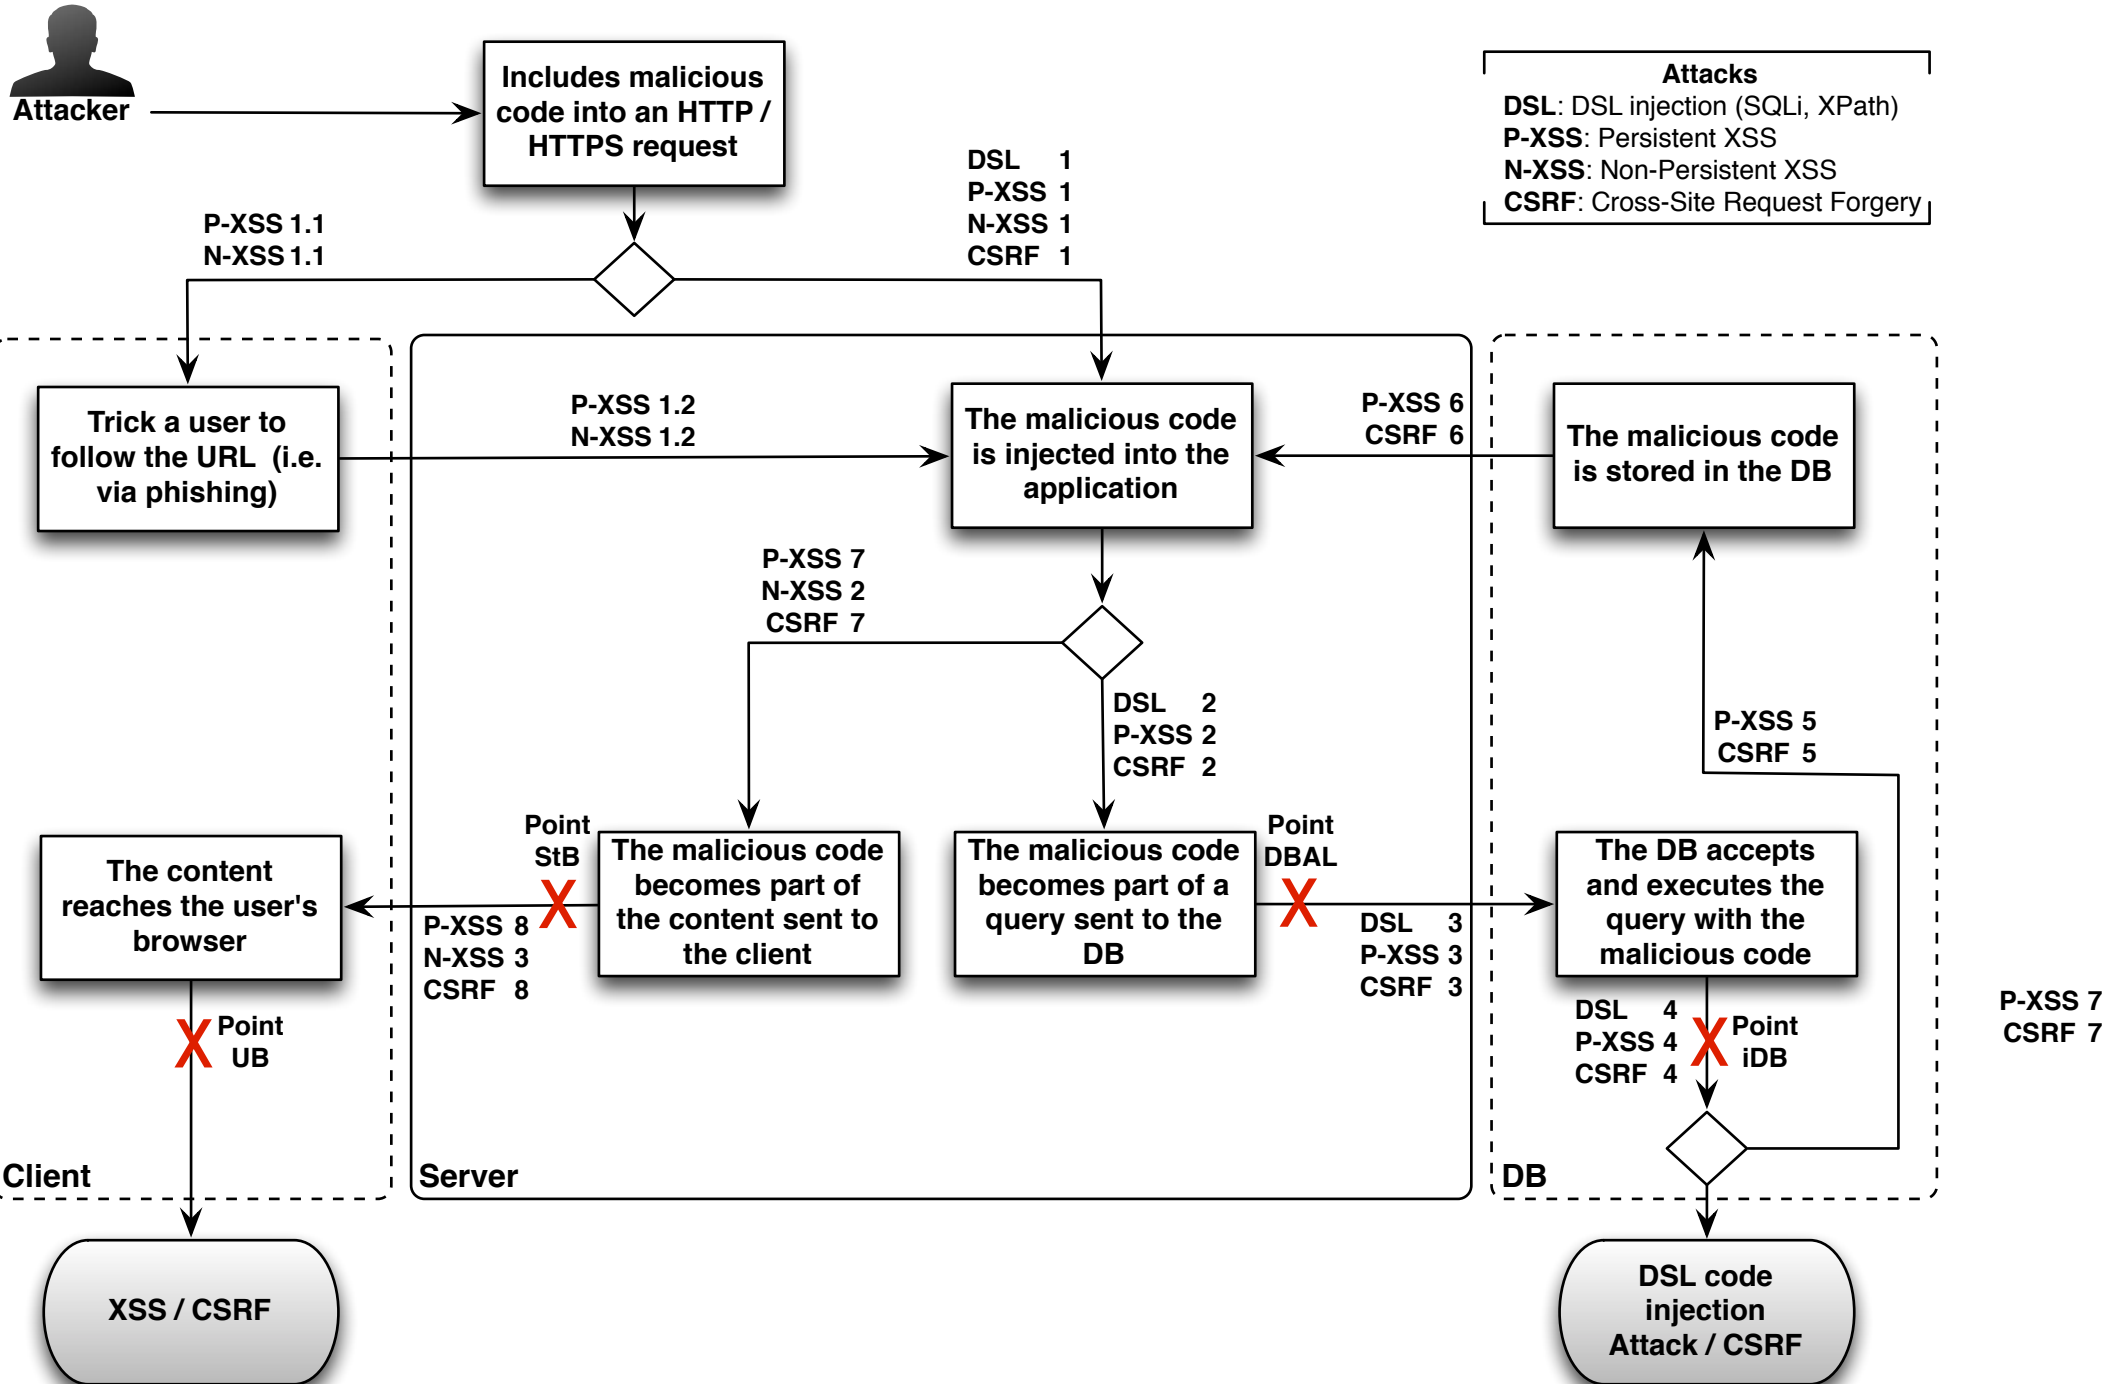 Attacker
Includes malicious
code into an HTTP /
HTTPS request
Attacks
DSL: DSL injection (SQLi, XPath)
P-XSS: Persistent XSS
N-XSS: Non-Persistent XSS
CSRF: Cross-Site Request Forgery
P-XSS 1.1
N-XSS 1.1
DSL 1
P-XSS 1
N-XSS 1
CSRF 1
Trick a user to
follow the URL (i.e.
via phishing)
P-XSS 1.2
N-XSS 1.2
The malicious code
is injected into the
application
P-XSS 6
CSRF 6
The malicious code
is stored in the DB
P-XSS 7
N-XSS 2
CSRF 7
DSL 2
P-XSS 2
CSRF 2
P-XSS 5
CSRF 5
The content
reaches the user's
browser
Point
StB
X
P-XSS 8
N-XSS 3
CSRF 8
The malicious code
becomes part of
the content sent to
the client
The malicious code
becomes part of a
query sent to the
DB
Point
DBAL
X
DSL 3
P-XSS 3
CSRF 3
The DB accepts
and executes the
query with the
malicious code
X
Point
UB
DSL 4
P-XSS 4
CSRF 4
X
Point
iDB
P-XSS 7
CSRF 7
Client
Server
DB
XSS / CSRF
DSL code
injection
Attack / CSRF